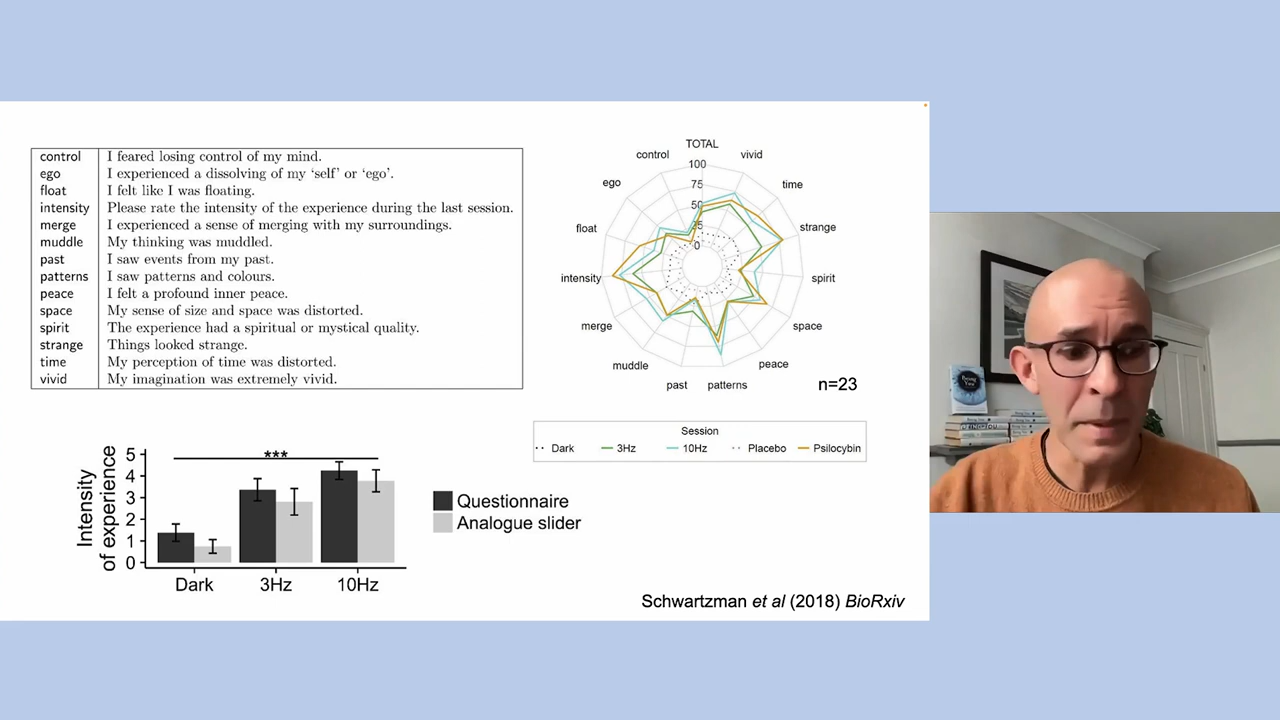 control I feared losing control of my mind.
ego I experienced a dissolving of my ‘self’ or ‘ego’.
float I felt like I was floating.
intensity Please rate the intensity of the experience during the last session.
merge I experienced a sense of merging with my surroundings.
muddle My thinking was muddled.
past I saw events from my past.
patterns I saw patterns and colours.
peace I felt a profound inner peace.
space My sense of size and space was distorted.
spirit The experience had a spiritual or mystical quality.
strange Things looked strange.
time My perception of time was distorted.
vivid My imagination was extremely vivid.
TOTAL
control
vivid
100
ego
75
time
50
float
25
strange
0
intensity
spirit
merge
space
muddle
peace
past
patterns
n=23
Session
Dark 3Hz 10Hz Placebo Psilocybin
Intensity
of experience
5
4
3
2
1
0
***
Dark 3Hz 10Hz
Questionnaire
Analogue slider
Schwartzman et al (2018) BioRxiv
Being You